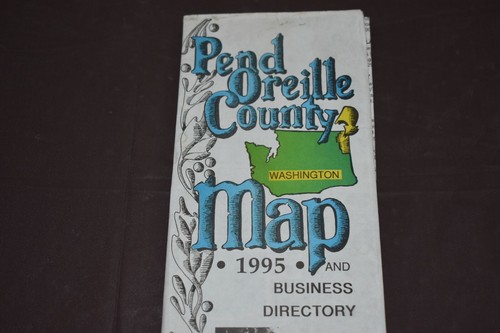 Pend
Oreille
County
WASHINGTON
Map
• 1995 • AND
BUSINESS
DIRECTORY